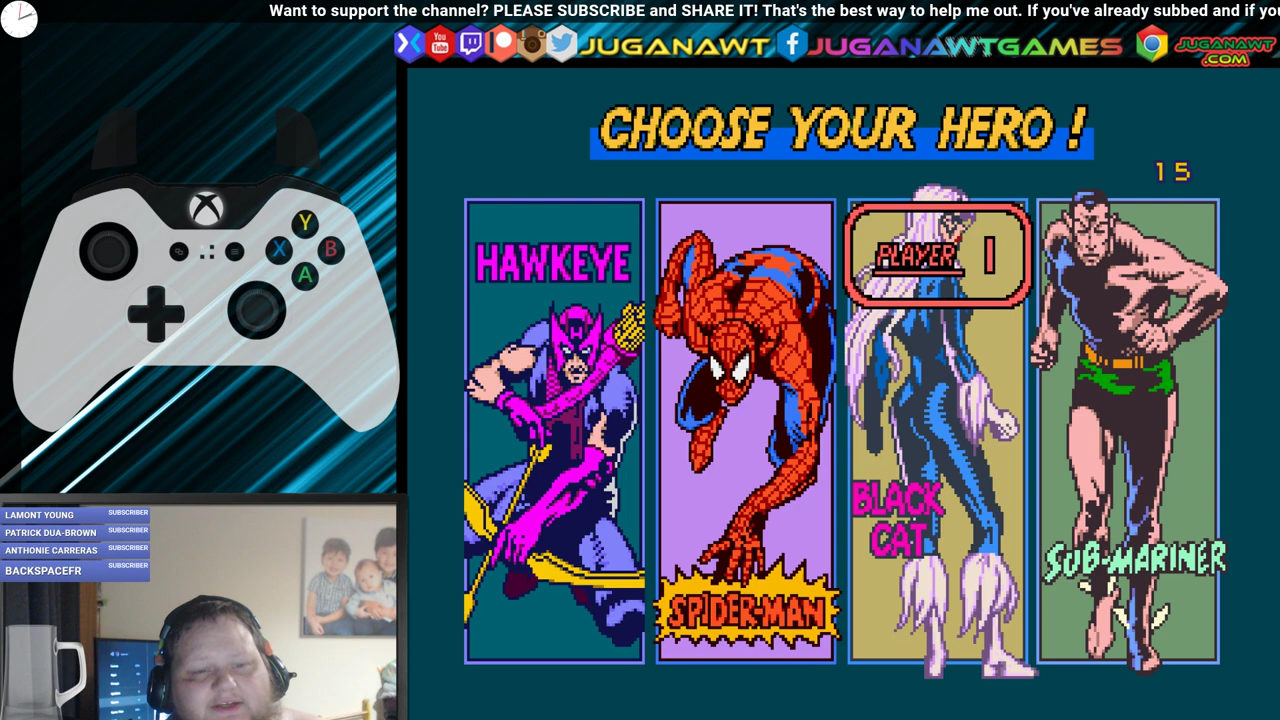 Want to support the channel? PLEASE SUBSCRIBE and SHARE IT! That's the best way to help me out. If you've already subbed and if you
You Tube JUGANAWT JUGANAWTGAMES JUGANAWT .COM
CHOOSE YOUR HERO!
15
HAWKEYE
PLAYER 1
BLACK CAT
SUB-MARINER
SPIDER-MAN
Y
X B
A
LAMONT YOUNG SUBSCRIBER
PATRICK DUA-BROWN SUBSCRIBER
ANTHONIE CARRERAS SUBSCRIBER
BACKSPACEFR SUBSCRIBER